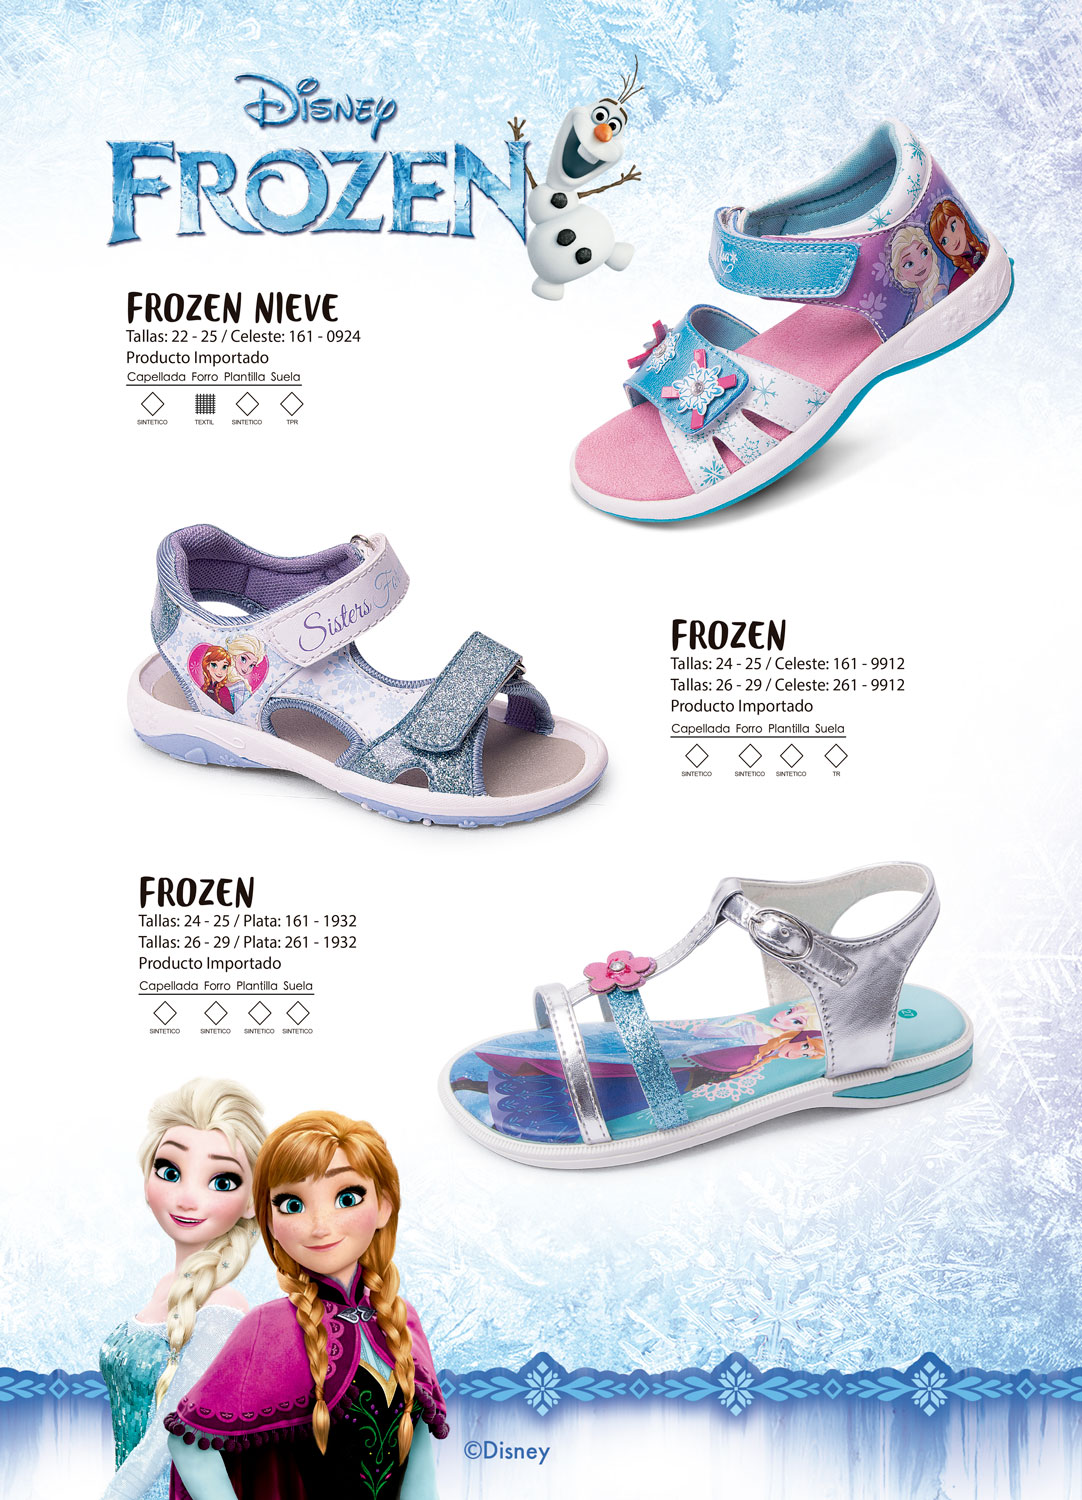 Disney
FROZEN
FROZEN NIEVE
Tallas: 22 - 25 / Celeste: 161 - 0924
Producto Importado
Capellada Forro Plantilla Suela
SINTETICO TEXTIL SINTETICO TPR
Sisters
FROZEN
Tallas: 24 - 25 / Celeste: 161 - 9912
Tallas: 26 - 29 / Celeste: 261 - 9912
Producto Importado
Capellada Forro Plantilla Suela
SINTETICO SINTETICO SINTETICO TR
FROZEN
Tallas: 24 - 25 / Plata: 161 - 1932
Tallas: 26 - 29 / Plata: 261 - 1932
Producto Importado
Capellada Forro Plantilla Suela
SINTETICO SINTETICO SINTETICO SINTETICO
©Disney